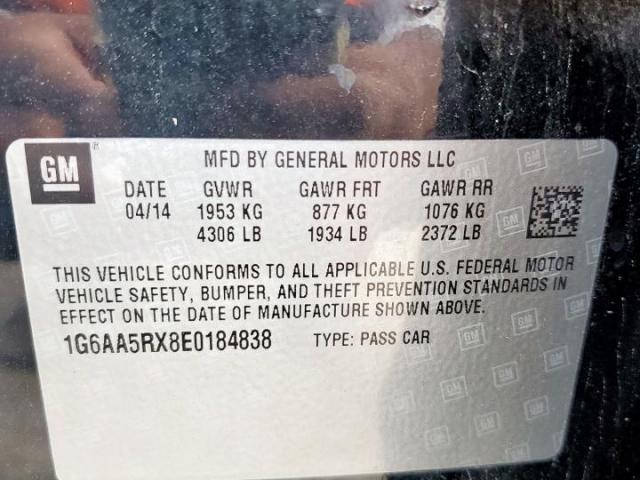 GM
MFD BY GENERAL MOTORS LLC
DATE GVWR GAWR FRT GAWR RR
04/14 1953 KG 877 KG 1076 KG
4306 LB 1934 LB 2372 LB
THIS VEHICLE CONFORMS TO ALL APPLICABLE U.S. FEDERAL MOTOR
VEHICLE SAFETY, BUMPER, AND THEFT PREVENTION STANDARDS IN
EFFECT ON THE DATE OF MANUFACTURE SHOWN ABOVE.
1G6AA5RX8E0184838 TYPE: PASS CAR